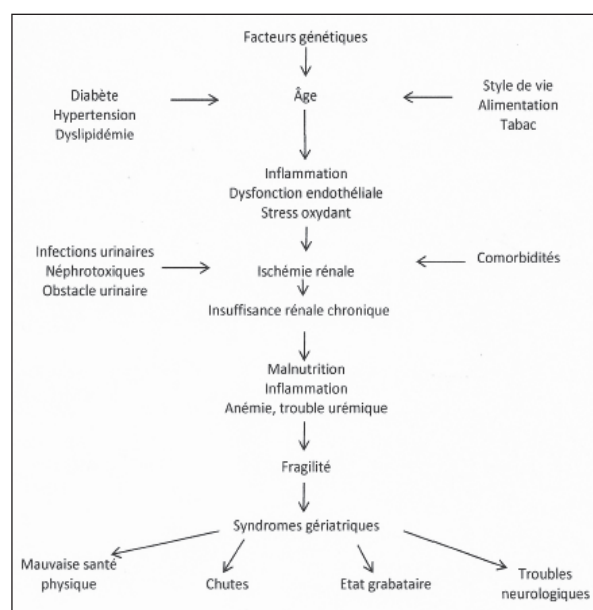 Facteurs génétiques
Diabète
Hypertension
Dyslipidémie
Âge
Style de vie
Alimentation
Tabac
Inflammation
Dysfonction endothéliale
Stress oxydant
Infections urinaires
Néphrotoxiques
Obstacle urinaire
Ischémie rénale
Comorbidités
Insuffisance rénale chronique
Malnutrition
Inflammation
Anémie, trouble urémique
Fragilité
Syndromes gériatriques
Mauvaise santé
physique
Chutes
Etat grabataire
Troubles
neurologiques